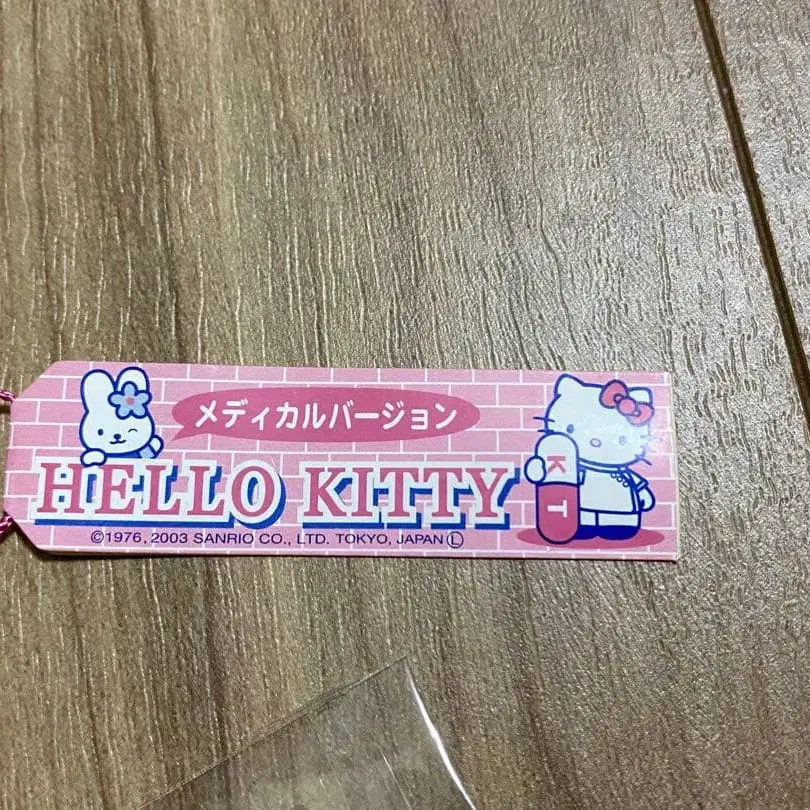 メディカルバージョン
HELLO KITTY
K
T
©1976, 2003 SANRIO CO., LTD. TOKYO, JAPAN Ⓛ